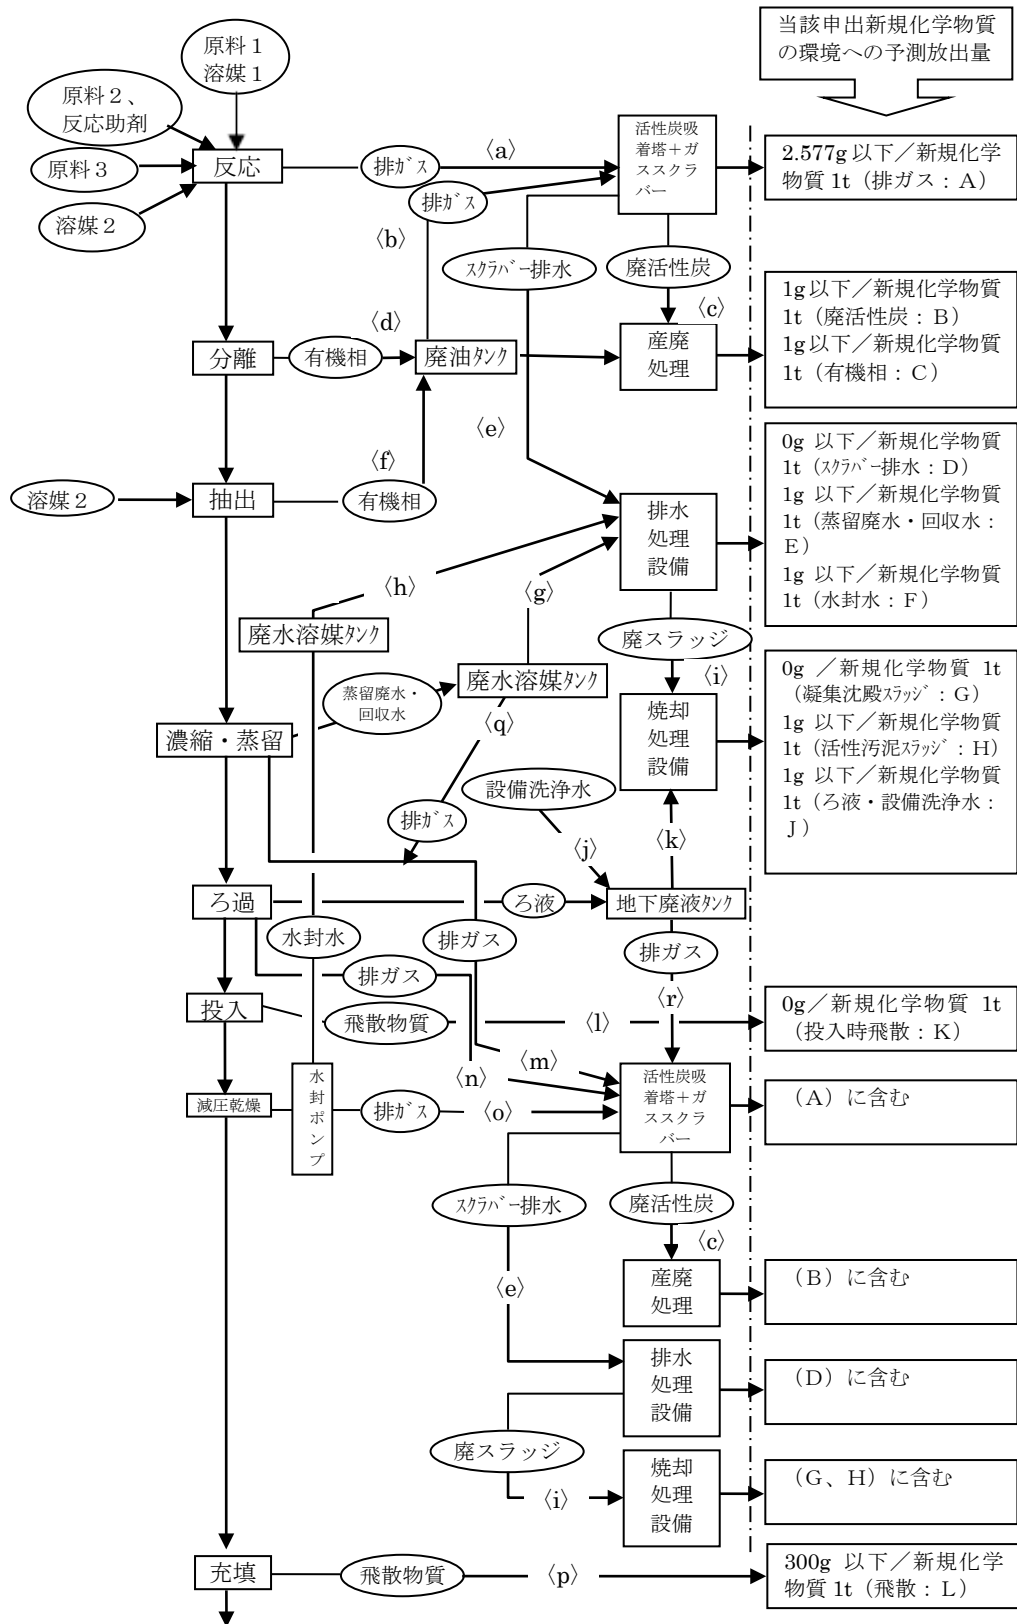 当該申出新規化学物質
の環境への予測放出量
原料１
溶媒１
原料２、
反応助剤
原料３
溶媒２
反応
排ガス
〈a〉
活性炭吸
着塔＋ガ
ススクラ
バー
2.577g 以下／新規化学
物質 1t（排ガス：Ａ）
排ｶﾞｽ
〈b〉
ｽｸﾗﾊﾞｰ排水
廃活性炭
〈c〉
〈d〉
分離
有機相
廃油ﾀﾝｸ
産廃
処理
1g以下／新規化学物質
1t（廃活性炭：Ｂ）
1g以下／新規化学物質
1t（有機相：Ｃ）
〈e〉
〈f〉
溶媒２
抽出
有機相
排水
処理
設備
0g 以下／新規化学物質
1t（ｽｸﾗﾊﾞｰ排水：Ｄ）
1g 以下／新規化学物質
1t（蒸留廃水・回収水：
Ｅ）
1g 以下／新規化学物質
1t（水封水：Ｆ）
〈h〉
〈g〉
廃水溶媒ﾀﾝｸ
廃スラッジ
〈i〉
蒸留廃水・
回収水
廃水溶媒ﾀﾝｸ
〈q〉
濃縮・蒸留
焼却
処理
設備
0g ／新規化学物質 1t
（凝集沈殿ｽﾗｯｼﾞ：Ｇ）
1g 以下／新規化学物質
1t（活性汚泥ｽﾗｯｼﾞ：Ｈ）
1g 以下／新規化学物質
1t（ろ液・設備洗浄水：
Ｊ）
設備洗浄水
排ｶﾞｽ
〈j〉
〈k〉
ろ過
ろ液
地下廃液ﾀﾝｸ
水封水
排ガス
排ガス
排ガス
〈r〉
投入
飛散物質
〈l〉
0g／新規化学物質 1t
（投入時飛散：Ｋ）
〈m〉
〈n〉
減圧乾燥
水封ポンプ
排ガス
〈o〉
活性炭吸
着塔＋ガ
ススクラ
バー
（Ａ）に含む
ｽｸﾗﾊﾞｰ排水
廃活性炭
〈c〉
〈e〉
産廃
処理
（Ｂ）に含む
排水
処理
設備
（Ｄ）に含む
廃スラッジ
〈i〉
焼却
処理
設備
（Ｇ、Ｈ）に含む
充填
飛散物質
〈p〉
300g 以下／新規化学
物質 1t（飛散：Ｌ）